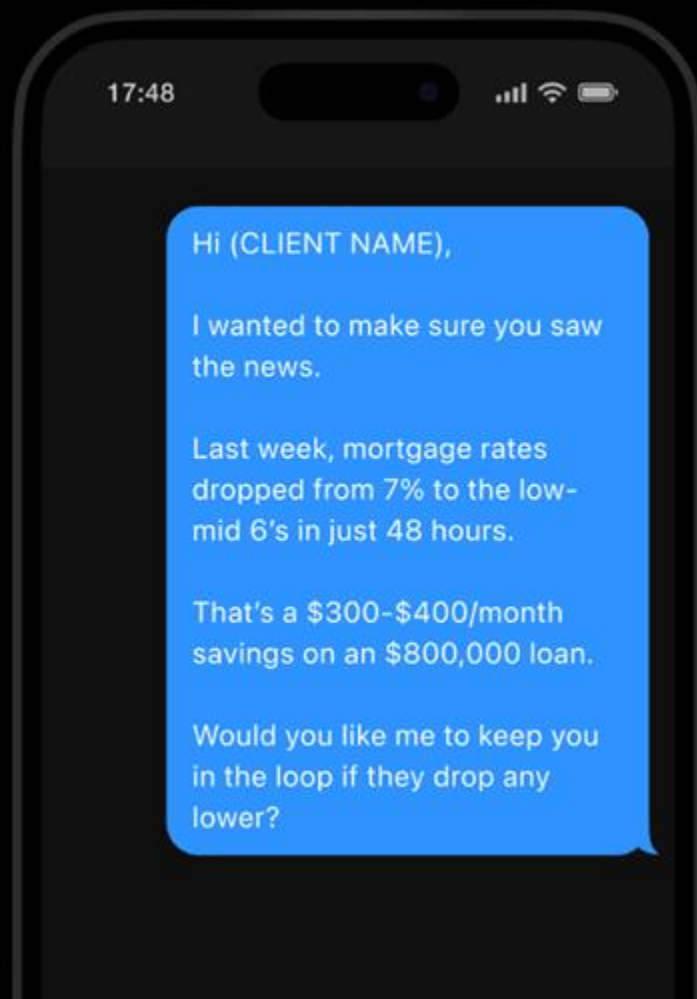 17:48
Hi (CLIENT NAME),
I wanted to make sure you saw
the news.
Last week, mortgage rates
dropped from 7% to the low-
mid 6's in just 48 hours.
That's a $300-$400/month
savings on an $800,000 loan.
Would you like me to keep you
in the loop if they drop any
lower?